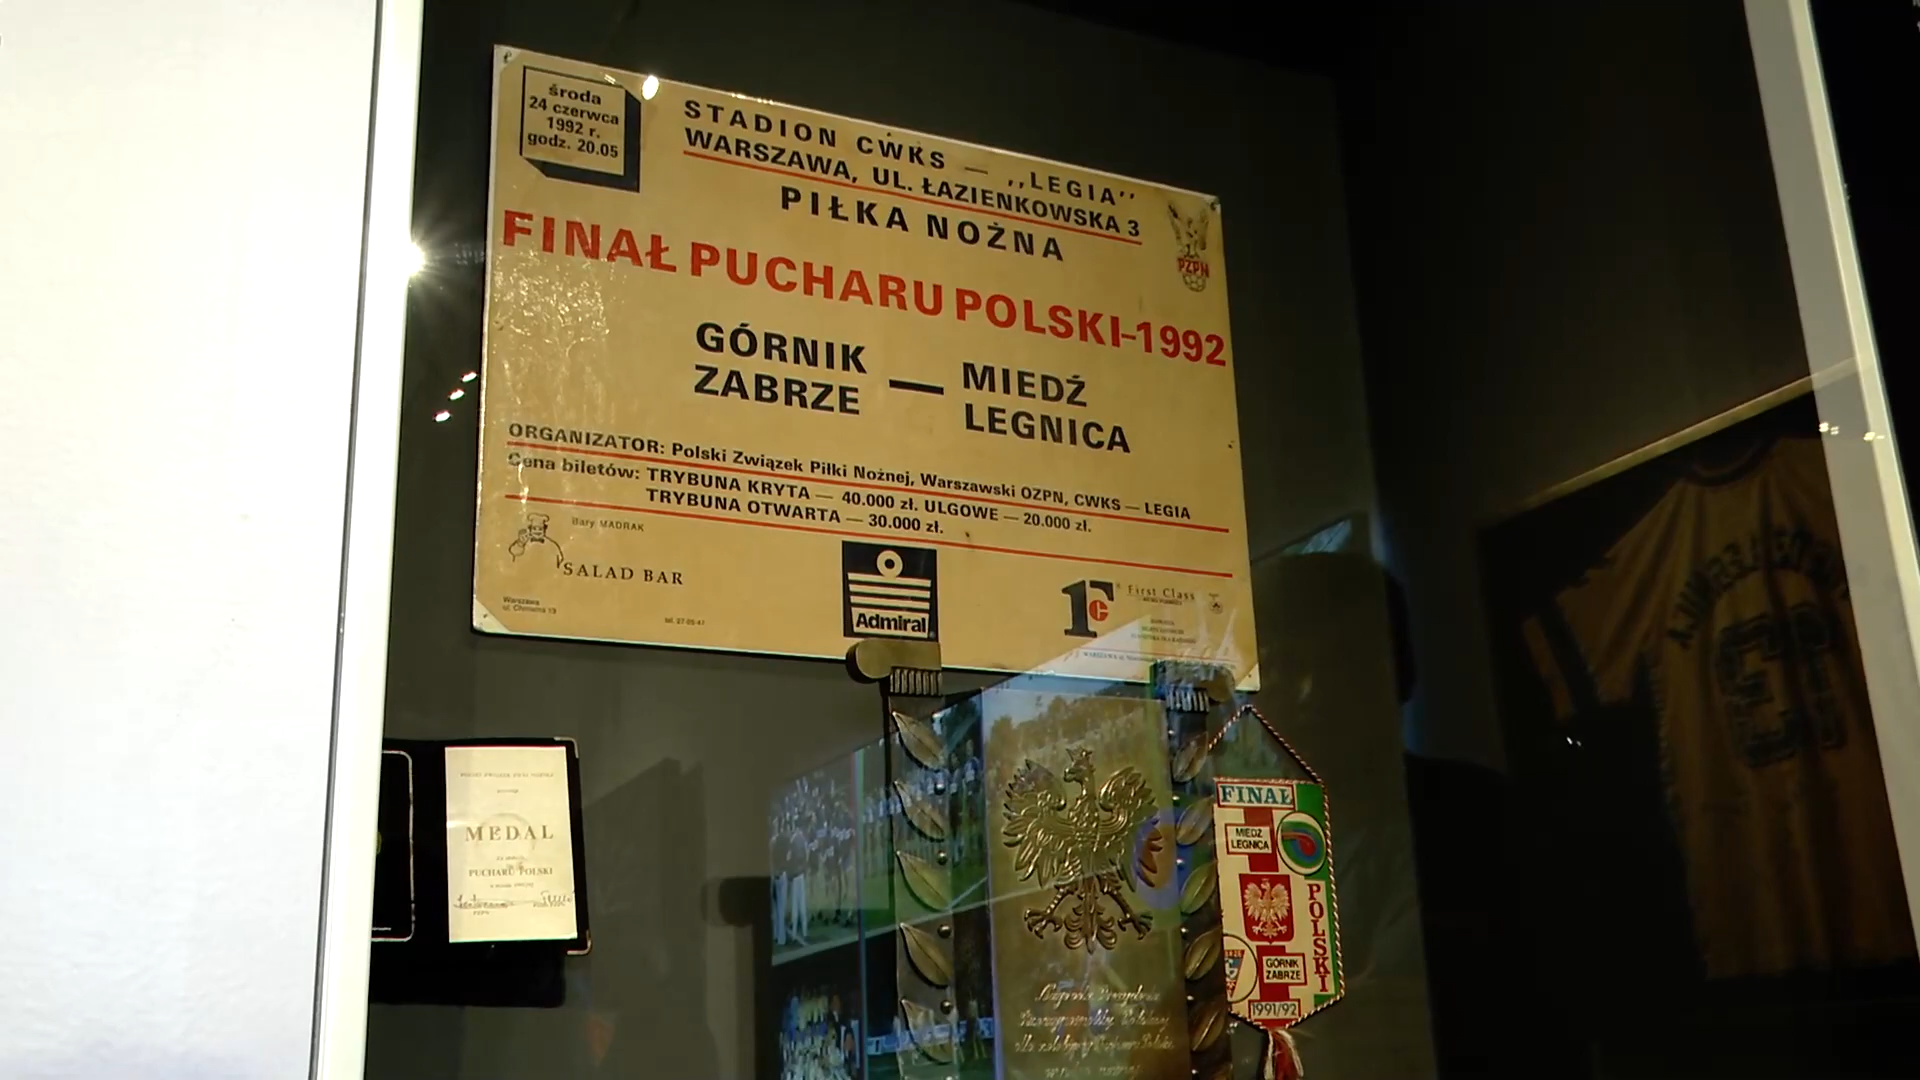 środa
24 czerwca
1992 r.
godz. 20.05
STADION CWKS — ,,LEGIA’’
WARSZAWA, UL. ŁAZIENKOWSKA 3
PIŁKA NOŻNA
PZPN
FINAŁ PUCHARU POLSKI-1992
GÓRNIK
ZABRZE
—
MIEDŹ
LEGNICA
ORGANIZATOR: Polski Związek Piłki Nożnej, Warszawski OZPN, CWKS — LEGIA
Cena biletów: TRYBUNA KRYTA — 40.000 zł. ULGOWE — 20.000 zł.
TRYBUNA OTWARTA — 30.000 zł.
Bary MADRAK
SALAD BAR
Warszawa
Admiral
1Fc
First Class
MEDAL
PUCHARU POLSKI
FINAŁ
MIEDZ
LEGNICA
POLSKI
GÓRNIK
ZABRZE
1991/92